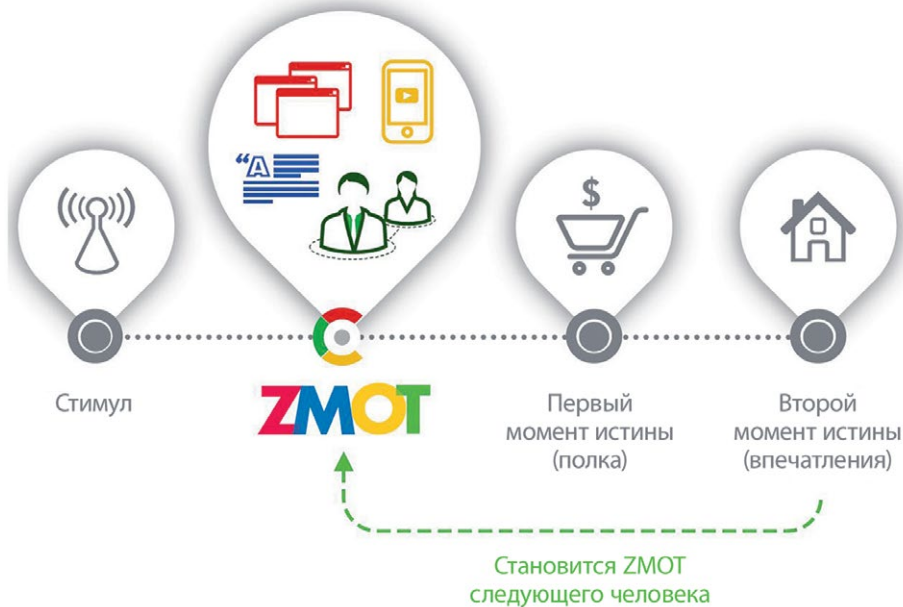 “A
$
Стимул
ZMOT
Первый
момент истины
(полка)
Второй
момент истины
(впечатления)
Становится ZMOT
следующего человека